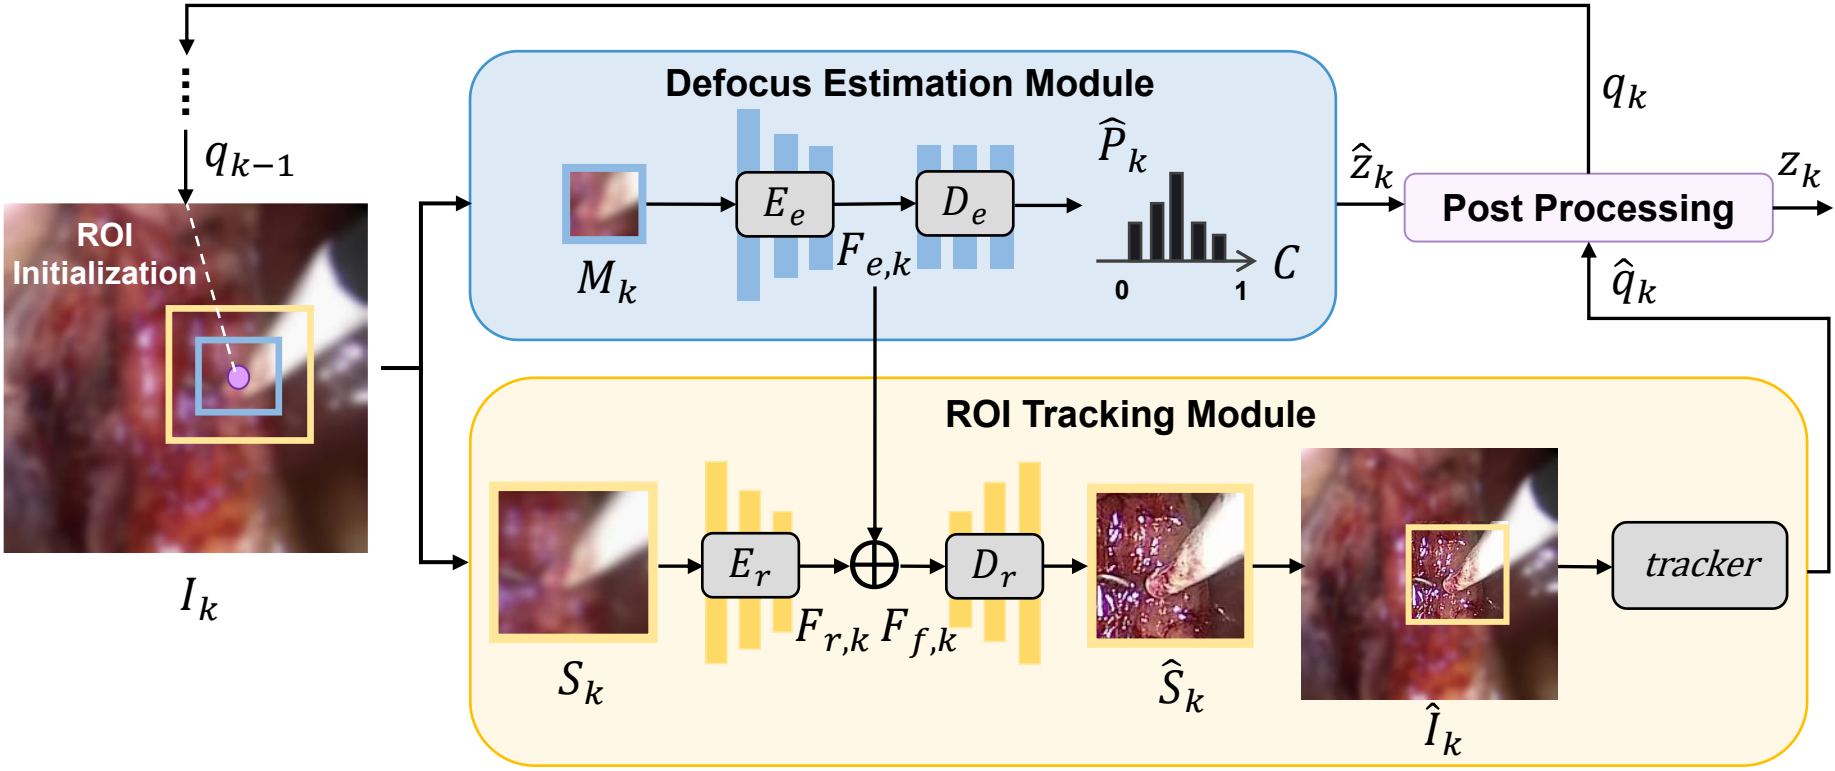 q_k
q_{k−1}
ROI
Initialization
I_k
Defocus Estimation Module
M_k
E_e
F_{e,k}
D_e
P̂_k
0
1
C
ẑ_k
Post Processing
z_k
q̂_k
ROI Tracking Module
S_k
E_r
F_{r,k}
F_{f,k}
D_r
Ŝ_k
Î_k
tracker